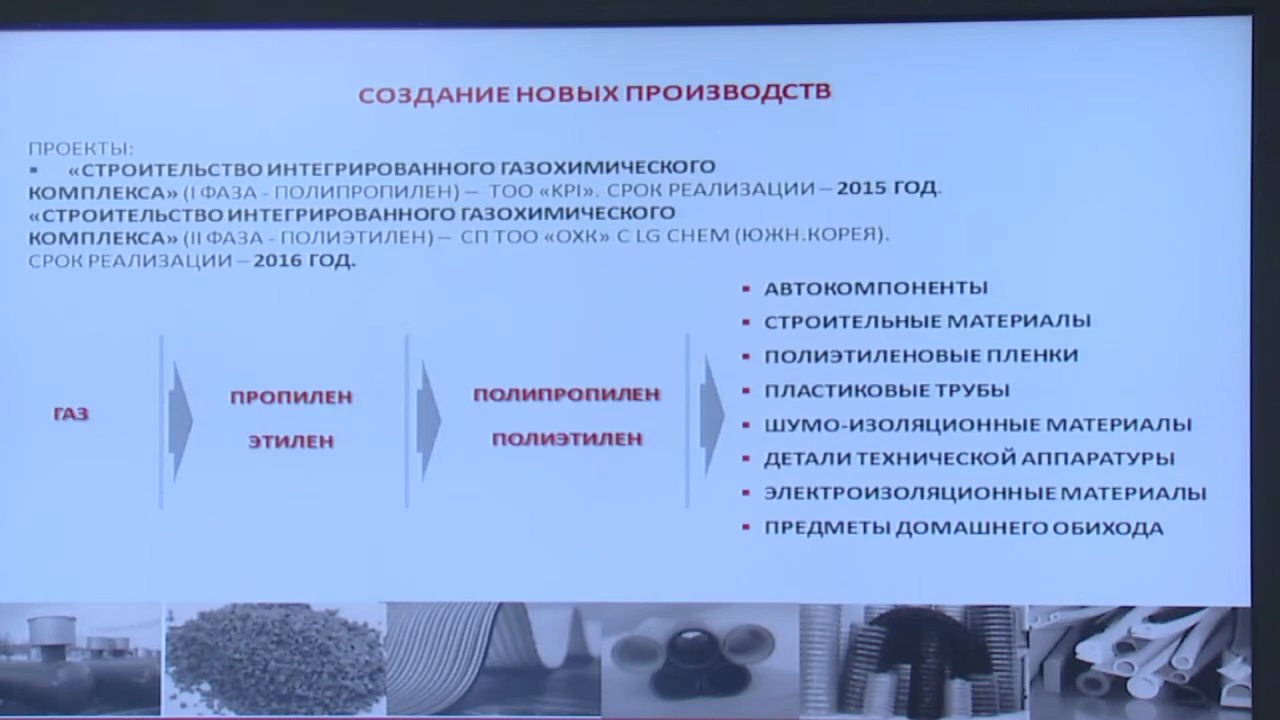 СОЗДАНИЕ НОВЫХ ПРОИЗВОДСТВ
ПРОЕКТЫ:
▪ «СТРОИТЕЛЬСТВО ИНТЕГРИРОВАННОГО ГАЗОХИМИЧЕСКОГО
КОМПЛЕКСА» (I ФАЗА - ПОЛИПРОПИЛЕН) – ТОО «KPI». СРОК РЕАЛИЗАЦИИ – 2015 ГОД.
«СТРОИТЕЛЬСТВО ИНТЕГРИРОВАННОГО ГАЗОХИМИЧЕСКОГО
КОМПЛЕКСА» (II ФАЗА - ПОЛИЭТИЛЕН) – СП ТОО «ОХК» С LG CHEM (ЮЖН.КОРЕЯ).
СРОК РЕАЛИЗАЦИИ – 2016 ГОД.
ГАЗ
ПРОПИЛЕН
ЭТИЛЕН
ПОЛИПРОПИЛЕН
ПОЛИЭТИЛЕН
▪ АВТОКОМПОНЕНТЫ
▪ СТРОИТЕЛЬНЫЕ МАТЕРИАЛЫ
▪ ПОЛИЭТИЛЕНОВЫЕ ПЛЕНКИ
▪ ПЛАСТИКОВЫЕ ТРУБЫ
▪ ШУМО-ИЗОЛЯЦИОННЫЕ МАТЕРИАЛЫ
▪ ДЕТАЛИ ТЕХНИЧЕСКОЙ АППАРАТУРЫ
▪ ЭЛЕКТРОИЗОЛЯЦИОННЫЕ МАТЕРИАЛЫ
▪ ПРЕДМЕТЫ ДОМАШНЕГО ОБИХОДА